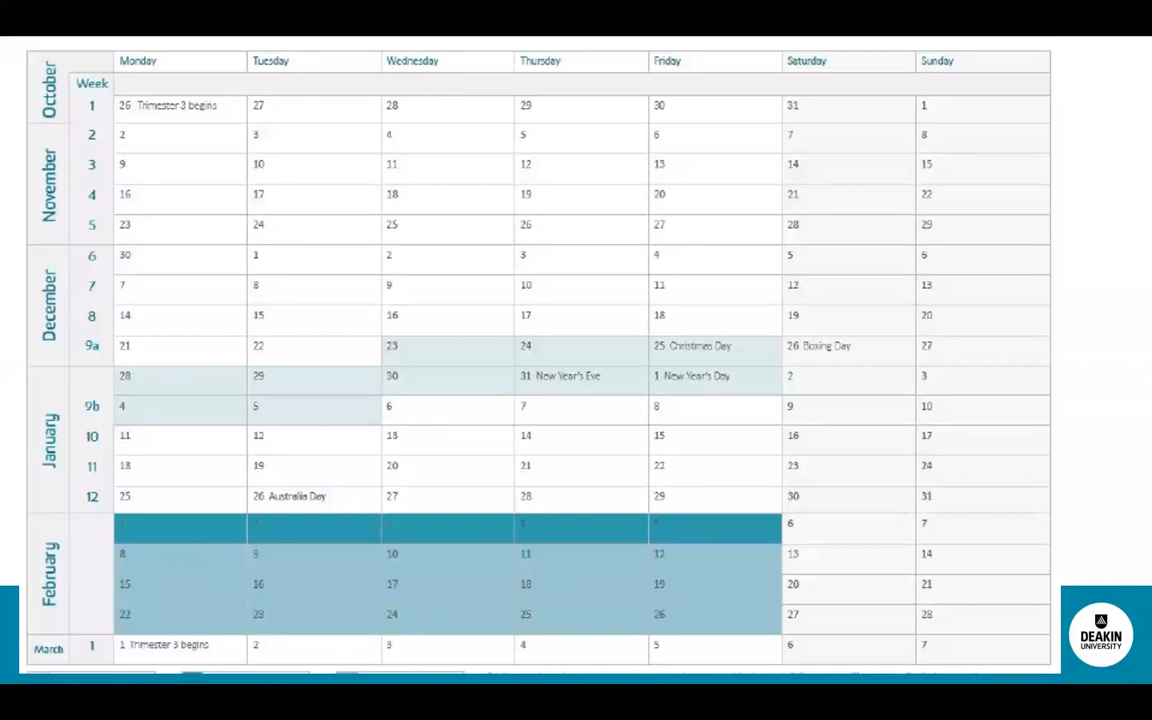 October
Monday Tuesday Wednesday Thursday Friday Saturday Sunday
Week
1 26 Trimester 3 begins 27 28 29 30 31 1
November
2 2 3 4 5 6 7 8
3 9 10 11 12 13 14 15
4 16 17 18 19 20 21 22
5 23 24 25 26 27 28 29
December
6 30 1 2 3 4 5 6
7 7 8 9 10 11 12 13
8 14 15 16 17 18 19 20
9a 21 22 23 24 25 Christmas Day 26 Boxing Day 27
January
28 29 30 31 New Year's Eve 1 New Year's Day 2 3
9b 4 5 6 7 8 9 10
10 11 12 13 14 15 16 17
11 18 19 20 21 22 23 24
12 25 26 Australia Day 27 28 29 30 31
February
1 2 3 4 5 6 7
8 9 10 11 12 13 14
15 16 17 18 19 20 21
22 23 24 25 26 27 28
March 1 1 Trimester 3 begins 2 3 4 5 6 7
DEAKIN
UNIVERSITY